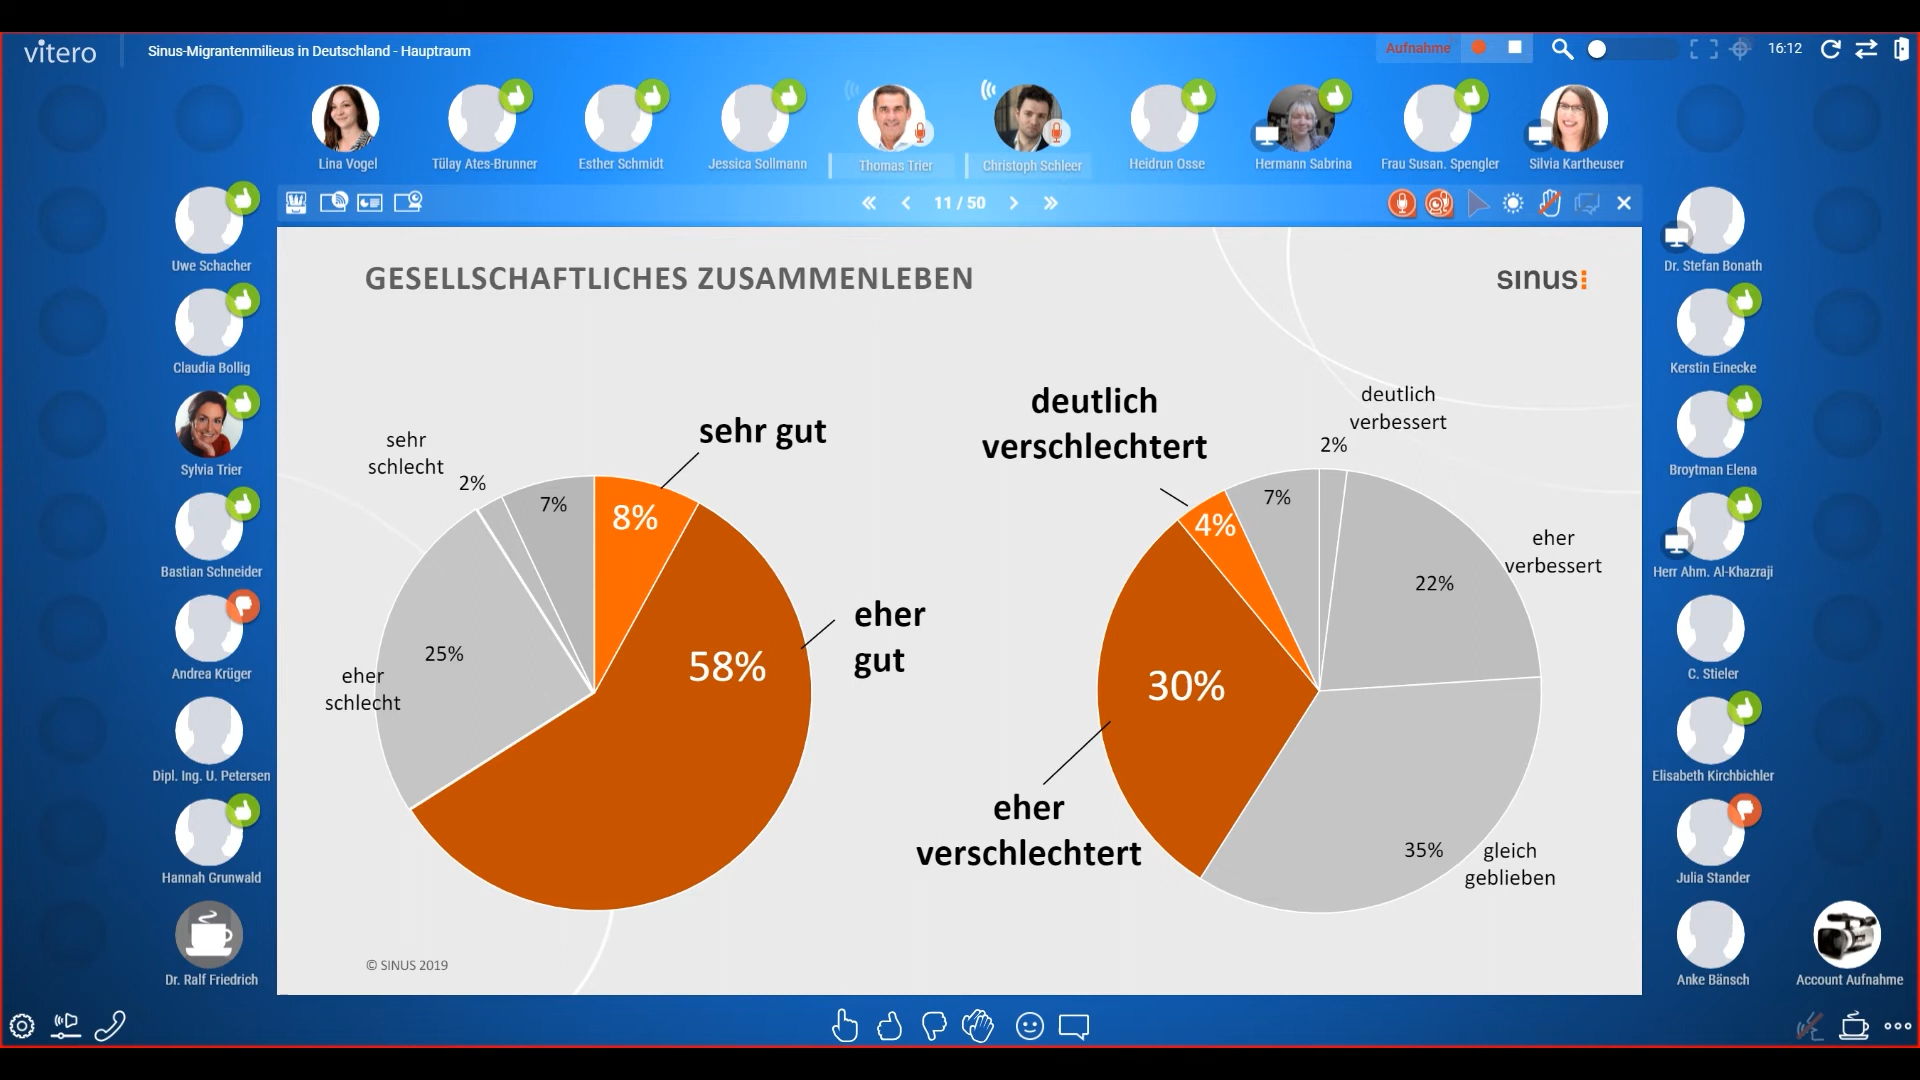 vitero
Sinus-Migrantenmilieus in Deutschland - Hauptraum
Aufnahme
16:12
Lina Vogel
Tülay Ates-Brunner
Esther Schmidt
Jessica Sollmann
Thomas Trier
Christoph Schleer
Heidrun Osse
Hermann Sabrina
Frau Susan. Spengler
Silvia Kartheuser
11 / 50
Uwe Schacher
Claudia Bollig
Sylvia Trier
Bastian Schneider
Andrea Krüger
Dipl. Ing. U. Petersen
Hannah Grunwald
Dr. Ralf Friedrich
GESELLSCHAFTLICHES ZUSAMMENLEBEN
sinus
sehr gut
sehr
schlecht
2%
7%
8%
58%
eher
gut
25%
eher
schlecht
deutlich
verschlechtert
deutlich
verbessert
2%
7%
4%
eher
verbessert
22%
30%
eher
verschlechtert
35%
gleich
geblieben
© SINUS 2019
Dr. Stefan Bonath
Kerstin Einecke
Broytman Elena
Herr Ahm. Al-Khazraji
C. Stieler
Elisabeth Kirchbichler
Julia Stander
Anke Bänsch
Account Aufnahme